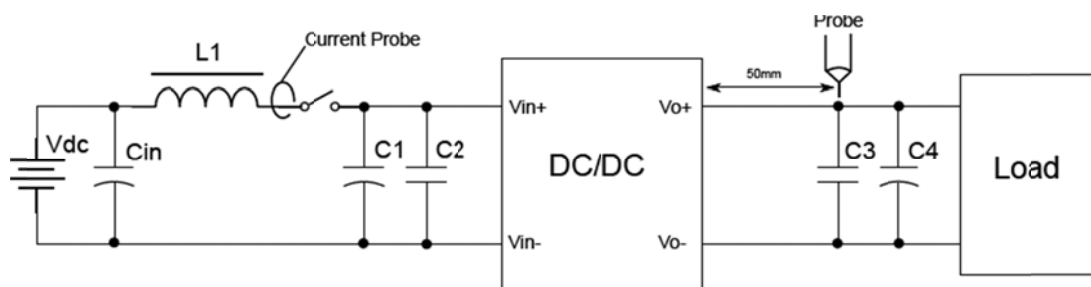 Probe
Current Probe
L1
50mm
Vin+
Vo+
Vdc
Cin
C1
C2
DC/DC
C3
C4
Load
Vin-
Vo-